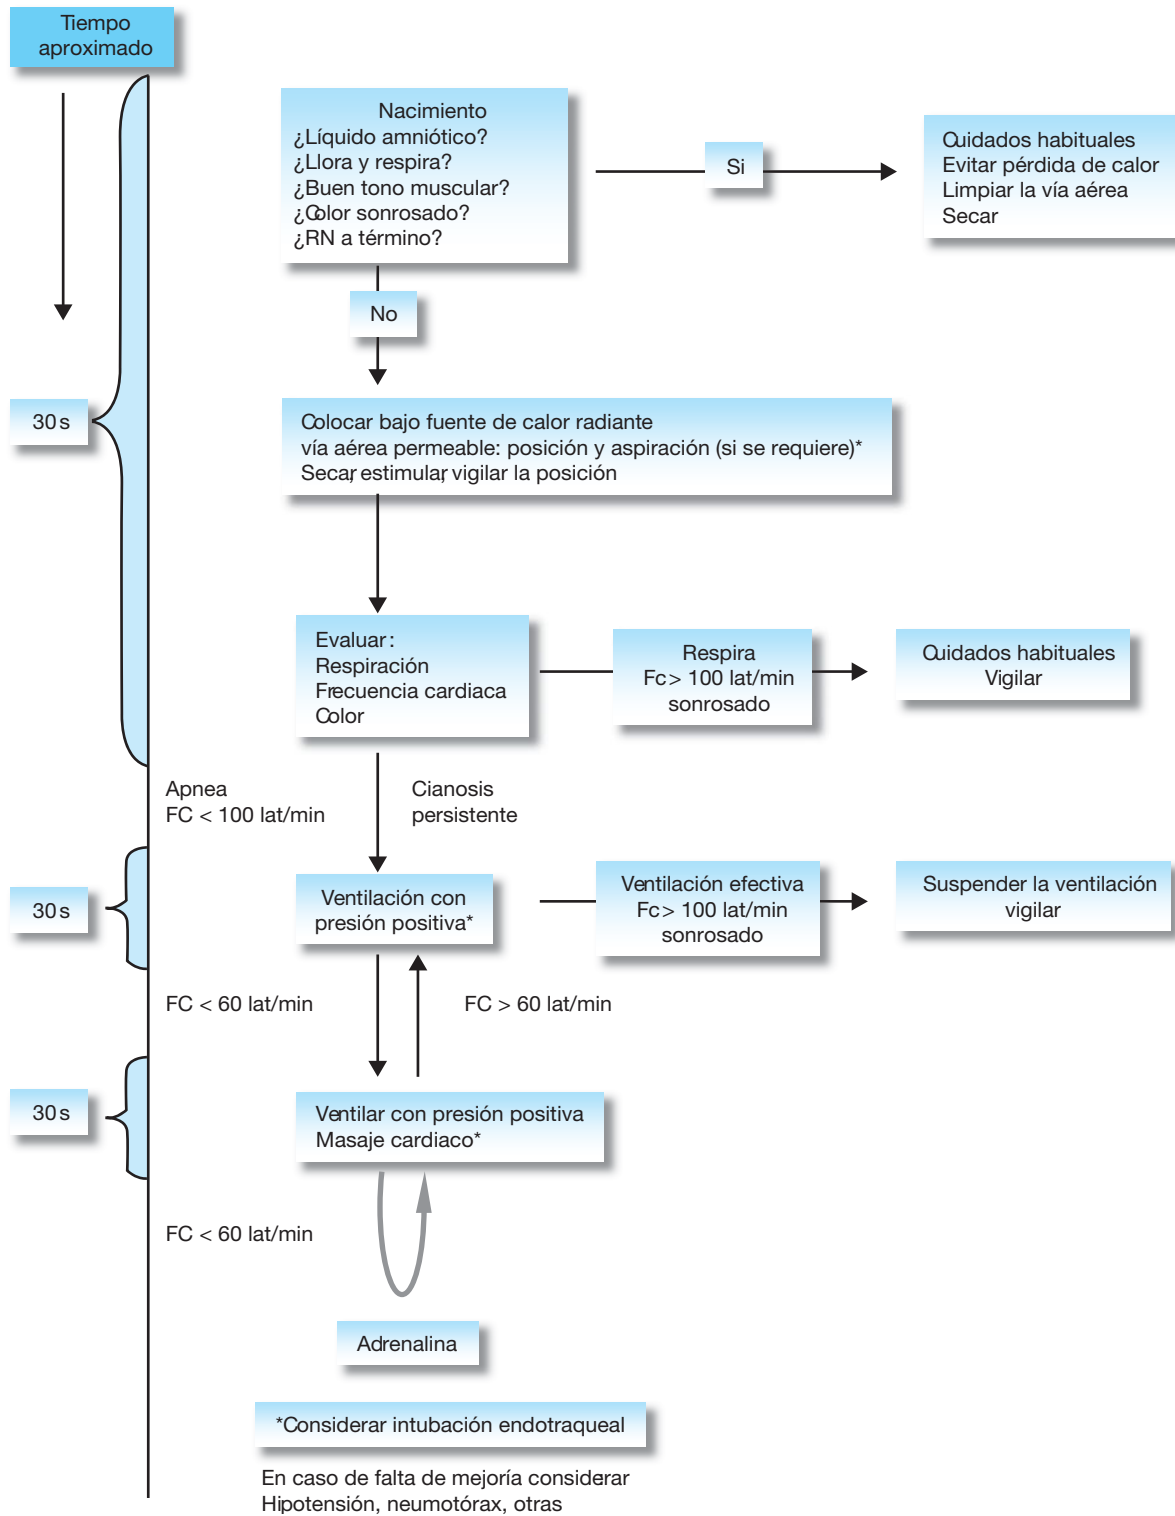 Tiempo
aproximado
Nacimiento
¿Líquido amniótico?
¿Llora y respira?
¿Buen tono muscular?
¿Color sonrosado?
¿RN a término?
Si
Cuidados habituales
Evitar pérdida de calor
Limpiar la vía aérea
Secar
No
30 s
Colocar bajo fuente de calor radiante
vía aérea permeable: posición y aspiración (si se requiere)*
Secar, estimular, vigilar la posición
Evaluar:
Respiración
Frecuencia cardiaca
Color
Respira
Fc > 100 lat/min
sonrosado
Cuidados habituales
Vigilar
Apnea
FC < 100 lat/min
Cianosis
persistente
30 s
Ventilación con
presión positiva*
Ventilación efectiva
Fc > 100 lat/min
sonrosado
Suspender la ventilación
vigilar
FC < 60 lat/min
FC > 60 lat/min
30 s
Ventilar con presión positiva
Masaje cardiaco*
FC < 60 lat/min
Adrenalina
*Considerar intubación endotraqueal
En caso de falta de mejoría considerar
Hipotensión, neumotórax, otras